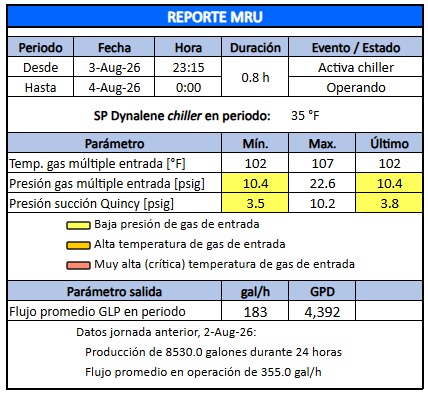 REPORTE MRU
Periodo Fecha Hora Duración Evento / Estado
Desde 3-Aug-26 23:15 0.8 h Activa chiller
Hasta 4-Aug-26 0:00 Operando
SP Dynalene chiller en periodo: 35 °F
Parámetro Mín. Max. Último
Temp. gas múltiple entrada [°F] 102 107 102
Presión gas múltiple entrada [psig] 10.4 22.6 10.4
Presión succión Quincy [psig] 3.5 10.2 3.8
Baja presión de gas de entrada
Alta temperatura de gas de entrada
Muy alta (crítica) temperatura de gas de entrada
Parámetro salida gal/h GPD
Flujo promedio GLP en periodo 183 4,392
Datos jornada anterior, 2-Aug-26:
Producción de 8530.0 galones durante 24 horas
Flujo promedio en operación de 355.0 gal/h